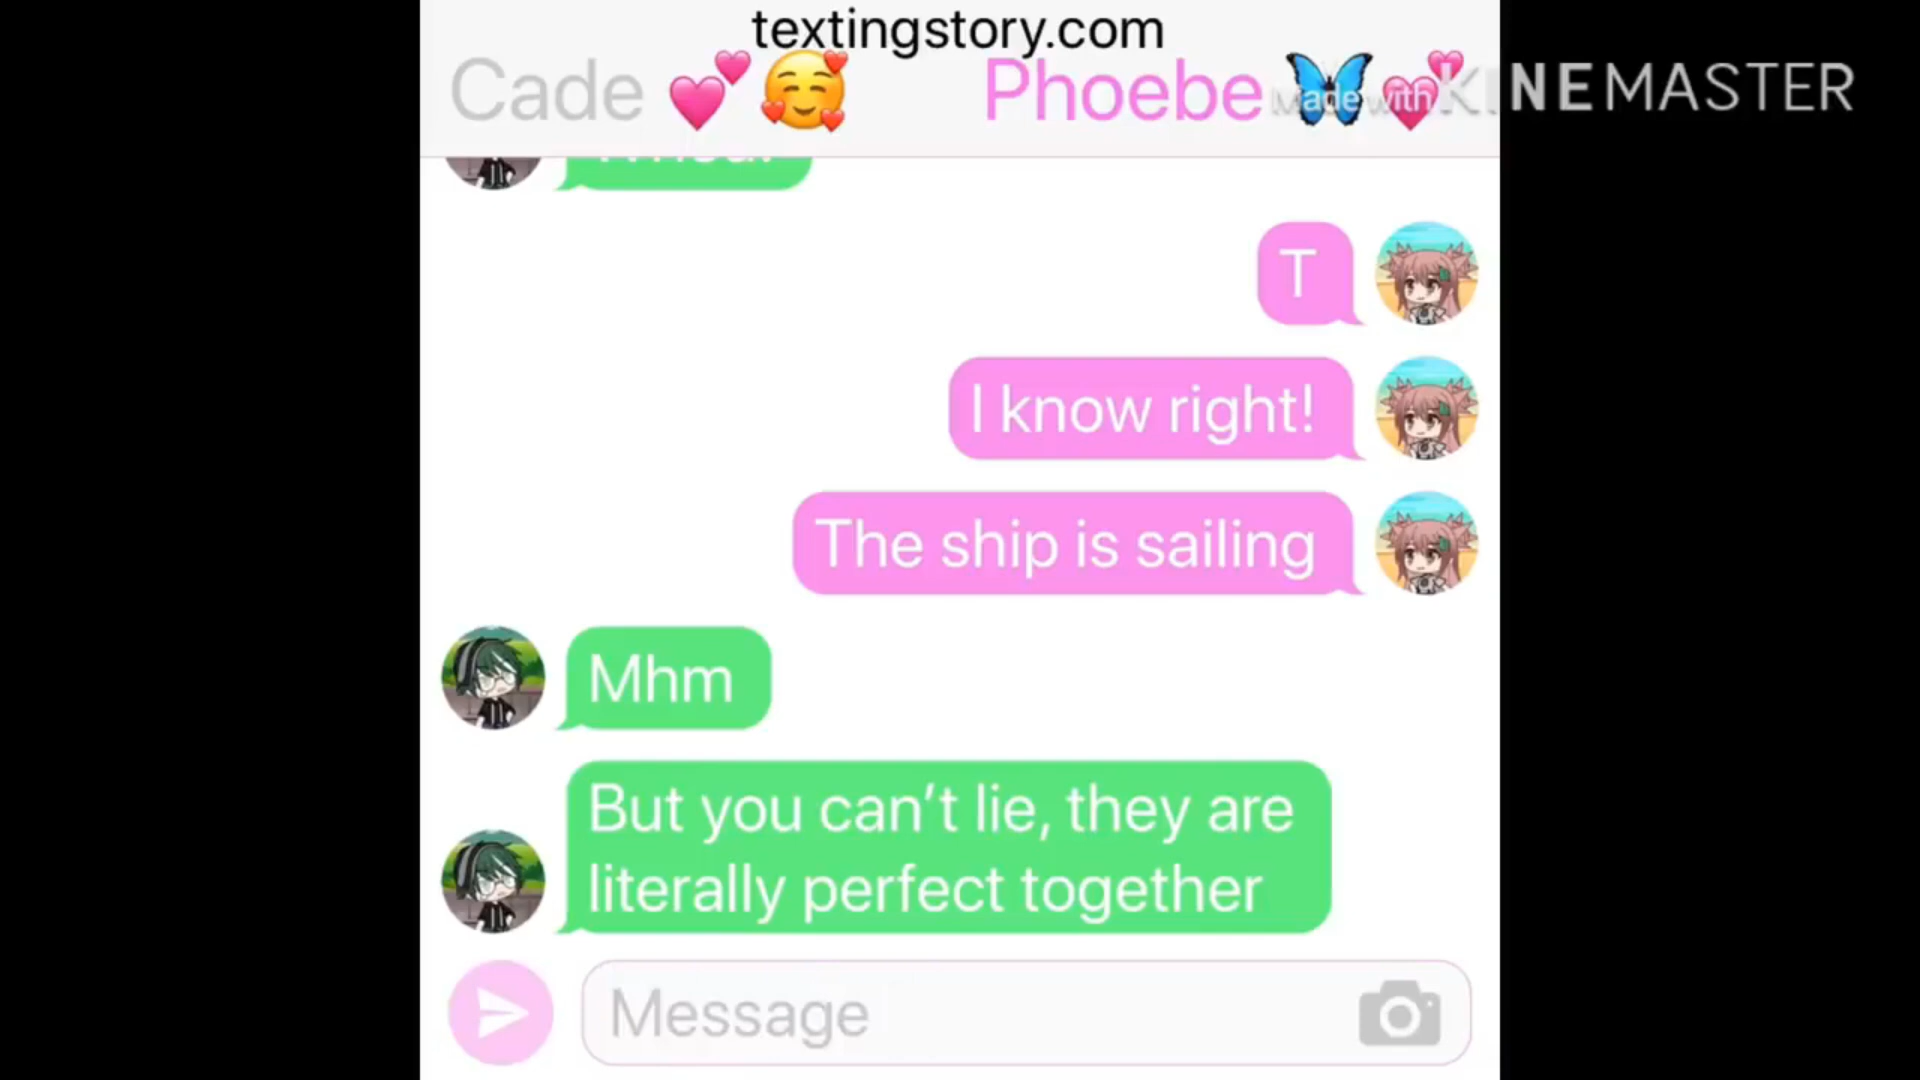 textingstory.com
Cade 💕 🥰 Phoebe 🦋 💕
Made with KINEMASTER
T
I know right!
The ship is sailing
Mhm
But you can't lie, they are
literally perfect together
Message